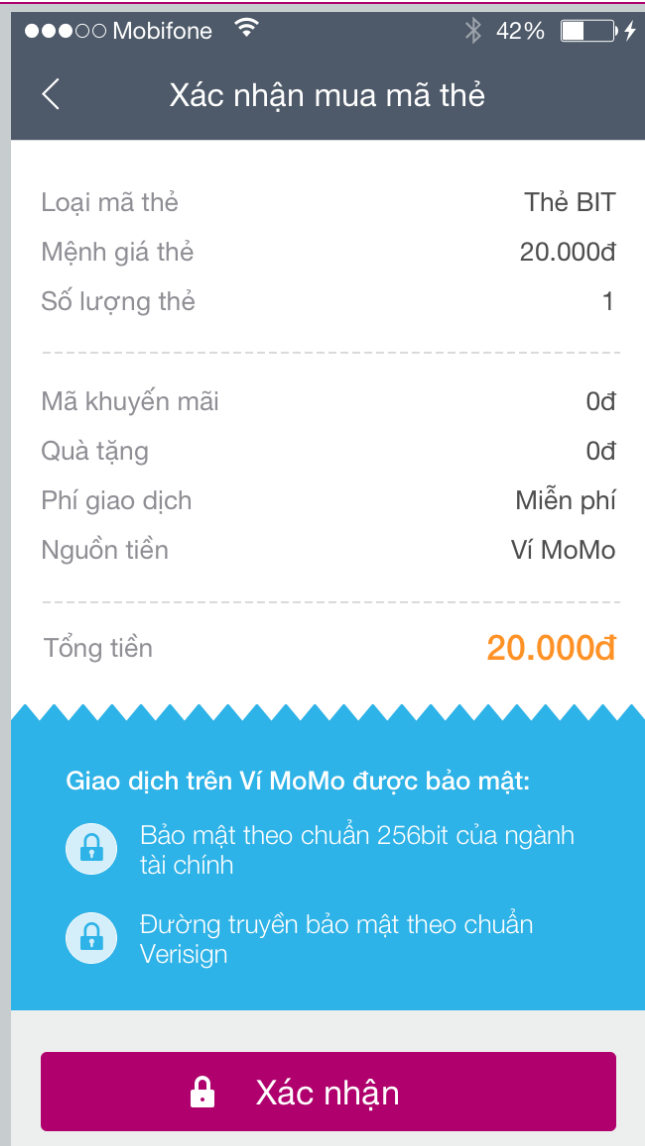 Mobifone 42%
Xác nhận mua mã thẻ
Loại mã thẻ Thẻ BIT
Mệnh giá thẻ 20.000đ
Số lượng thẻ 1
Mã khuyến mãi 0đ
Quà tặng 0đ
Phí giao dịch Miễn phí
Nguồn tiền Ví MoMo
Tổng tiền 20.000đ
Giao dịch trên Ví MoMo được bảo mật:
Bảo mật theo chuẩn 256bit của ngành
tài chính
Đường truyền bảo mật theo chuẩn
Verisign
Xác nhận